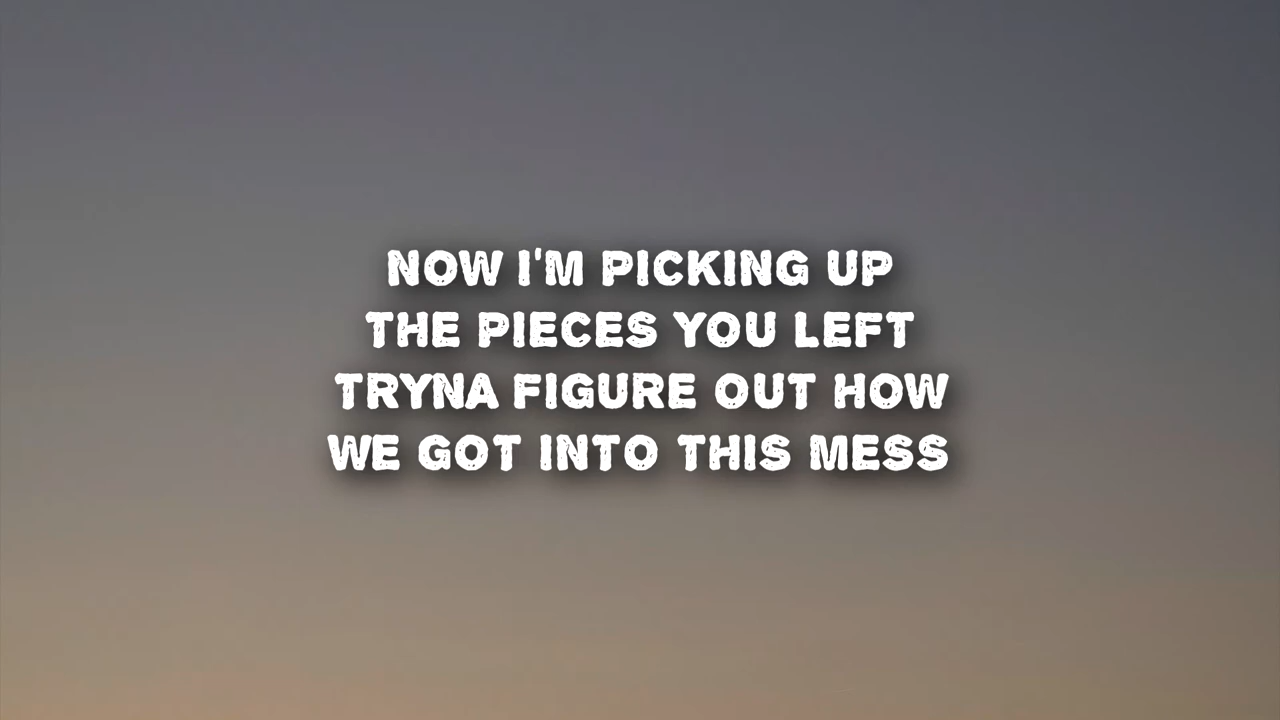 NOW I'M PICKING UP
THE PIECES YOU LEFT
TRYNA FIGURE OUT HOW
WE GOT INTO THIS MESS